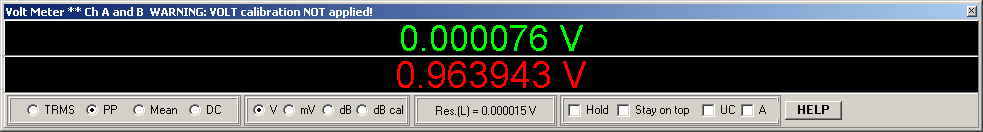 Volt Meter ** Ch A and B WARNING: VOLT calibration NOT applied!
0.000076 V
0.963943 V
TRMS PP Mean DC V mV dB dB cal Res.(L) = 0.000015 V Hold Stay on top UC A HELP